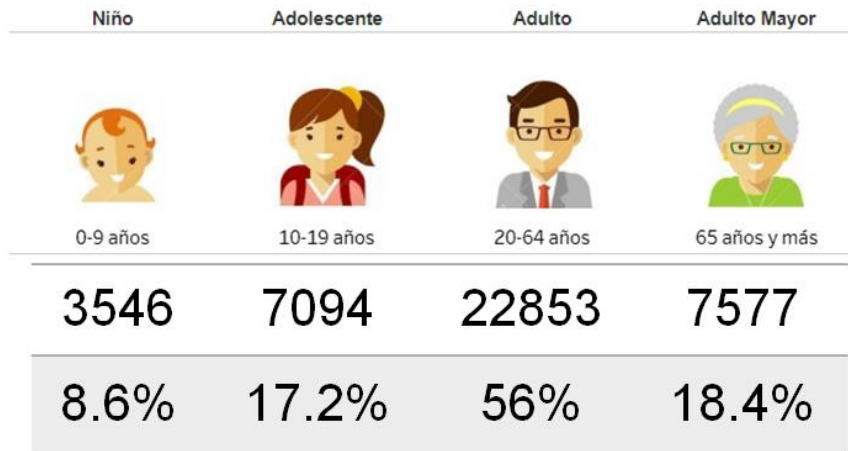 Niño Adolescente Adulto Adulto Mayor
0-9 años 10-19 años 20-64 años 65 años y más
3546 7094 22853 7577
8.6% 17.2% 56% 18.4%